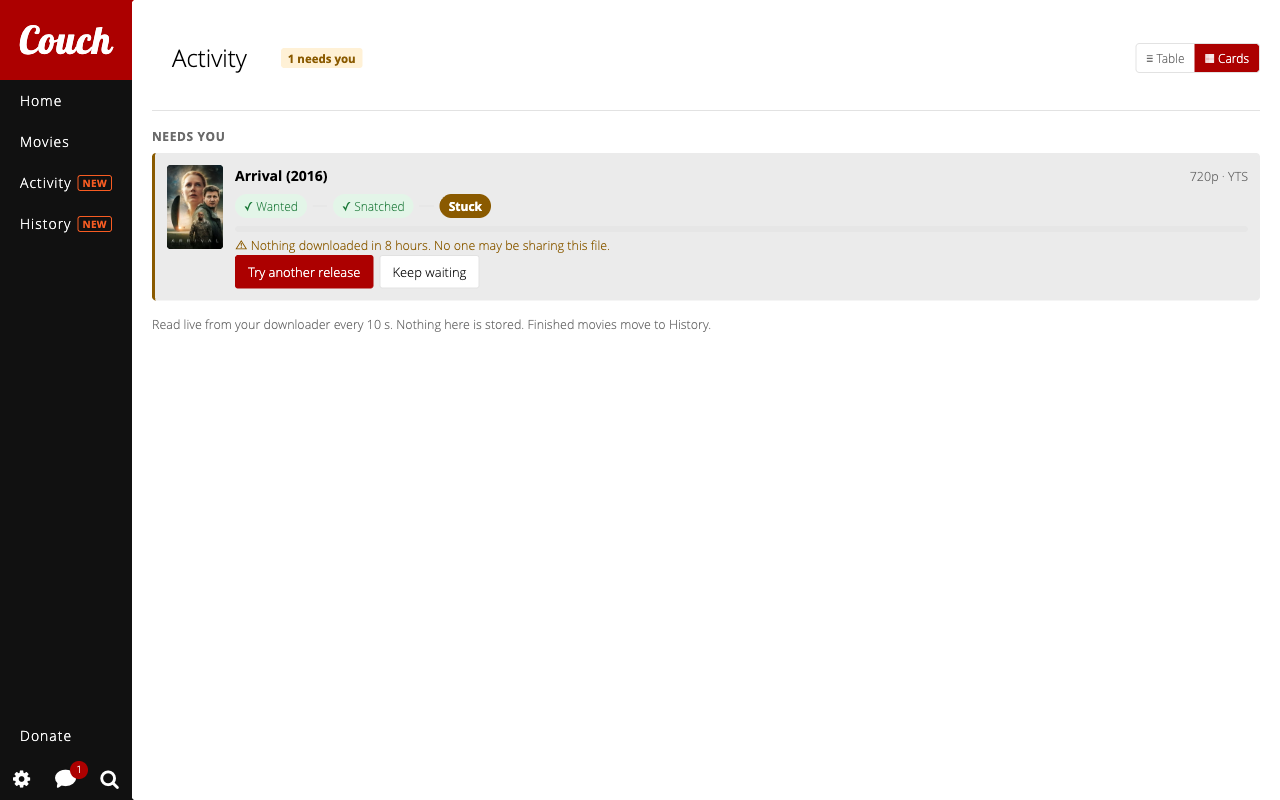 Couch
Home
Movies
Activity NEW
History NEW
Donate
1
Activity
1 needs you
≡ Table
▦ Cards
NEEDS YOU
ARRIVAL
Arrival (2016)
720p · YTS
✓ Wanted
✓ Snatched
Stuck
⚠ Nothing downloaded in 8 hours. No one may be sharing this file.
Try another release
Keep waiting
Read live from your downloader every 10 s. Nothing here is stored. Finished movies move to History.